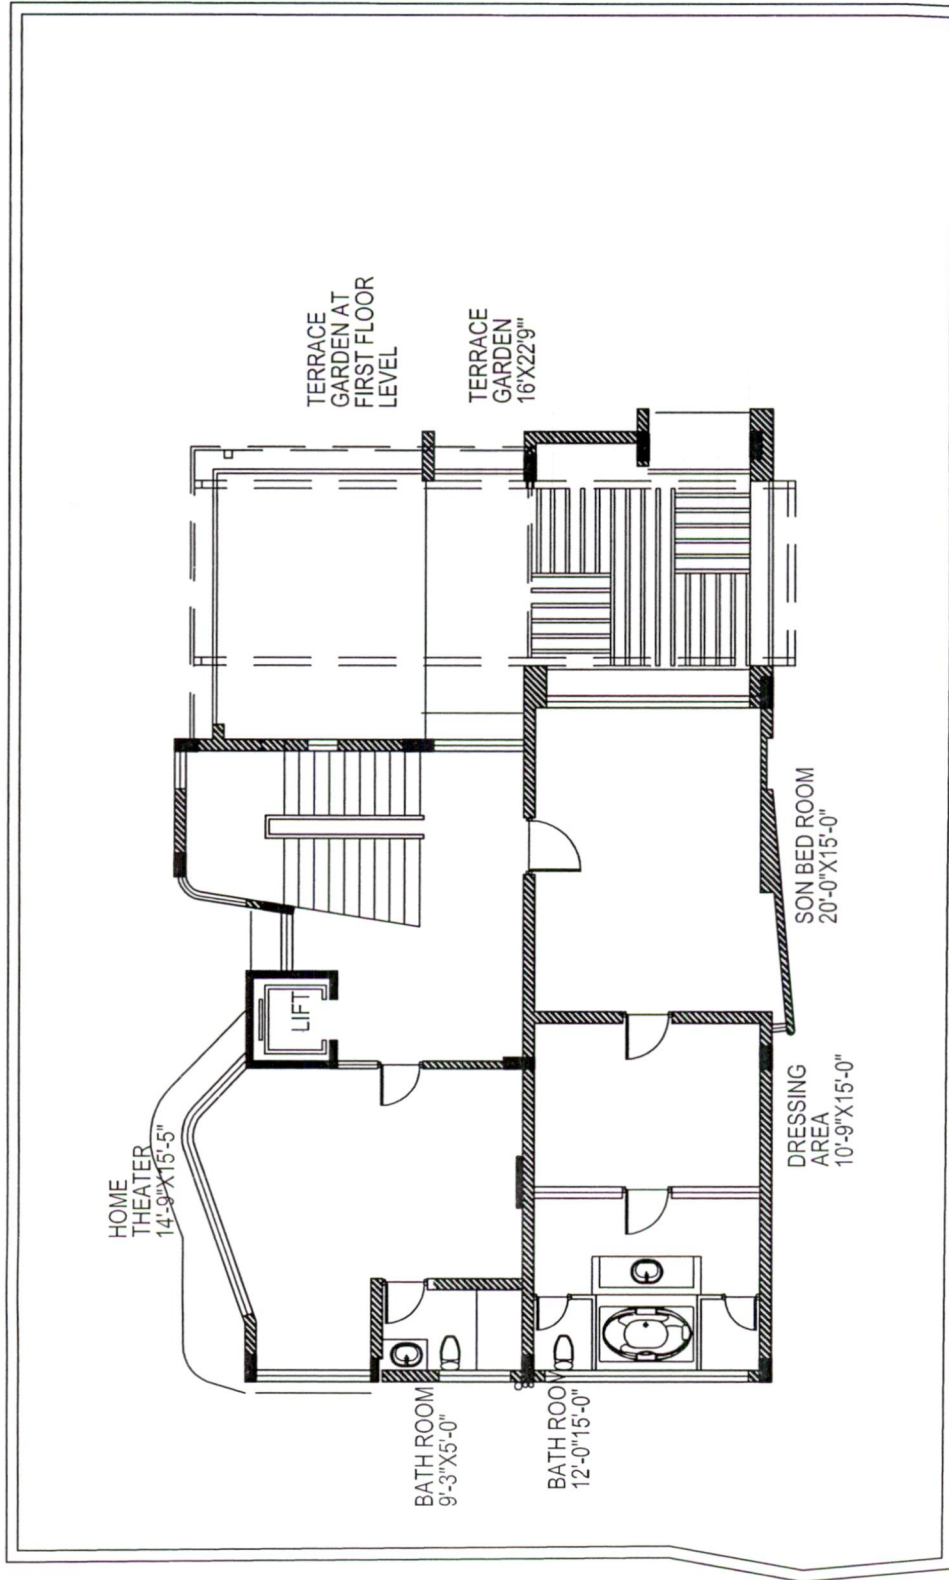 HOME
THEATER
14'-9"X15'-5"
LIFT
TERRACE
GARDEN AT
FIRST FLOOR
LEVEL
TERRACE
GARDEN
16'X22'9'"
BATH ROOM
9'-3"X5'-0"
BATH ROOM
12'-0"15'-0"
DRESSING
AREA
10'-9"X15'-0"
SON BED ROOM
20'-0"X15'-0"